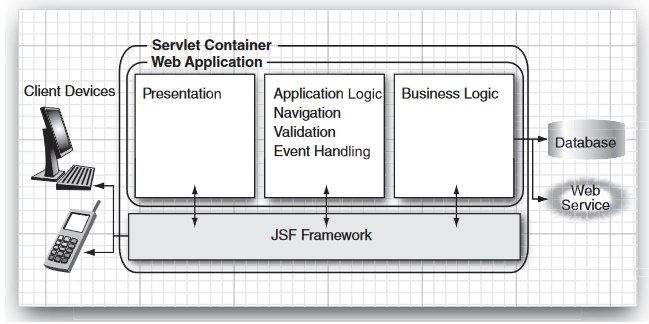 Servlet Container
Web Application
Client Devices
Presentation
Application Logic
Navigation
Validation
Event Handling
Business Logic
Database
Web
Service
JSF Framework